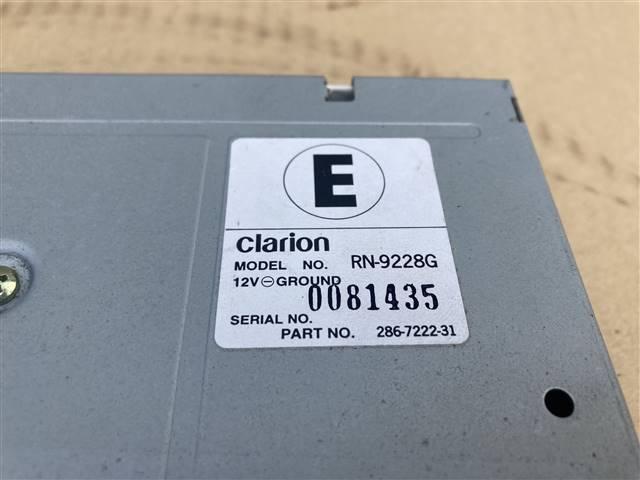 E
Clarion
MODEL NO. RN-9228G
12V⊖GROUND
0081435
SERIAL NO.
PART NO. 286-7222-31